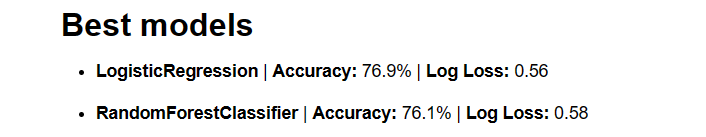 Best models
LogisticRegression | Accuracy: 76.9% | Log Loss: 0.56
RandomForestClassifier | Accuracy: 76.1% | Log Loss: 0.58